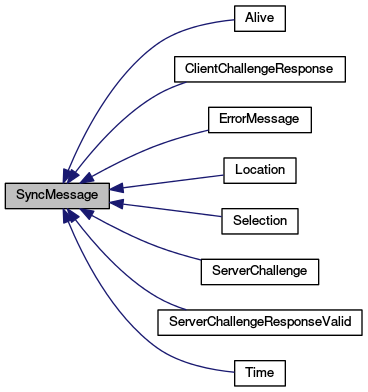 Alive
ClientChallengeResponse
ErrorMessage
Location
SyncMessage
Selection
ServerChallenge
ServerChallengeResponseValid
Time